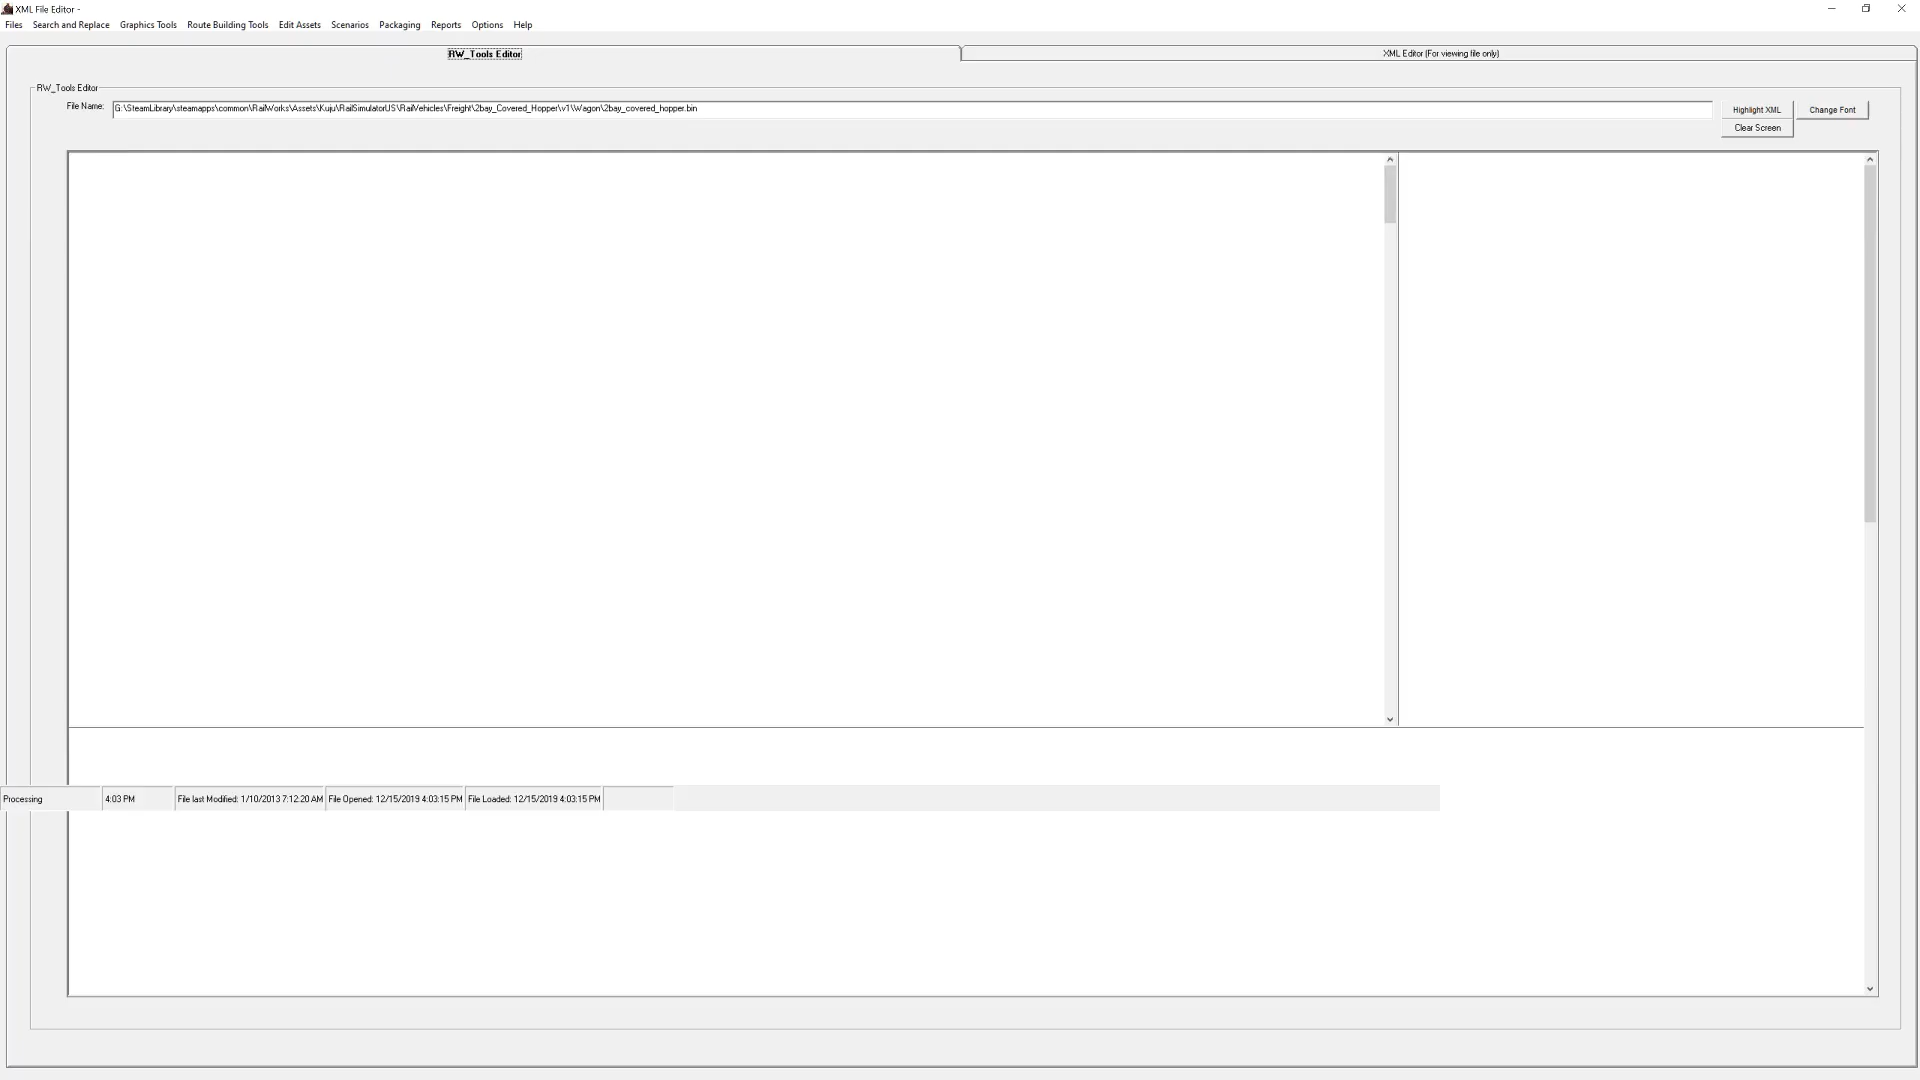 XML File Editor -
Files Search and Replace Graphics Tools Route Building Tools Edit Assets Scenarios Packaging Reports Options Help
RW_Tools Editor
XML Editor (For viewing file only)
RW_Tools Editor
File Name: G:\SteamLibrary\steamapps\common\RailWorks\Assets\Kuju\RailSimulatorUS\RailVehicles\Freight\2bay_Covered_Hopper\v1\Wagon\2bay_covered_hopper.bin
Highlight XML Change Font
Clear Screen
Processing 4:03 PM File last Modified: 1/10/2013 7:12:20 AM File Opened: 12/15/2019 4:03:15 PM File Loaded: 12/15/2019 4:03:15 PM